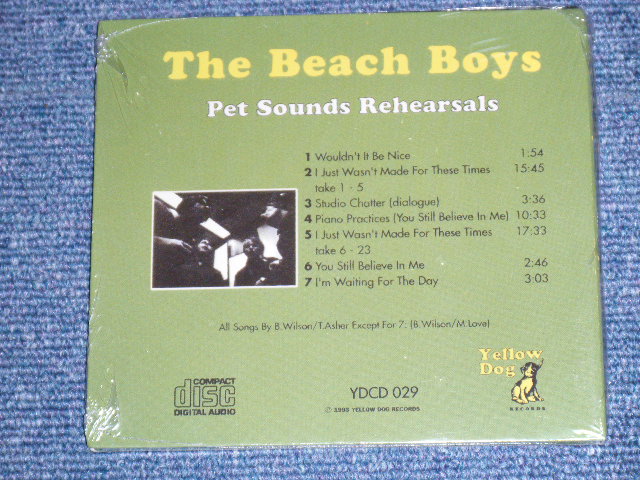 The Beach Boys
Pet Sounds Rehearsals
1 Wouldn't It Be Nice 1:54
2 I Just Wasn't Made For These Times 15:45
take 1 - 5
3 Studio Chatter (dialogue) 3:36
4 Piano Practices (You Still Believe In Me) 10:33
5 I Just Wasn't Made For These Times 17:33
take 6 - 23
6 You Still Believe In Me 2:46
7 I'm Waiting For The Day 3:03
All Songs By B.Wilson/T.Asher Except For 7: (B.Wilson/M.Love)
Yellow
Dog
RECORDS
COMPACT
disc
DIGITAL AUDIO
YDCD 029
© 1993 YELLOW DOG RECORDS